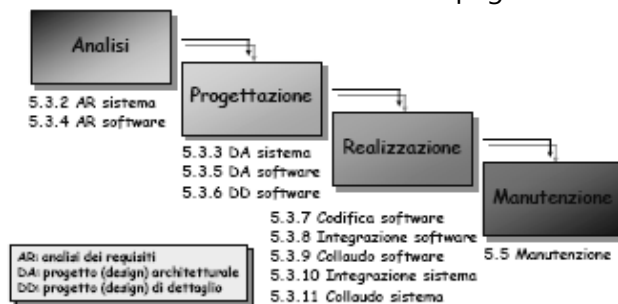 Analisi
5.3.2 AR sistema
5.3.4 AR software
Progettazione
5.3.3 DA sistema
5.3.5 DA software
5.3.6 DD software
Realizzazione
5.3.7 Codifica software
5.3.8 Integrazione software
5.3.9 Collaudo software
5.3.10 Integrazione sistema
5.3.11 Collaudo sistema
Manutenzione
5.5 Manutenzione
AR: analisi dei requisiti
DA: progetto (design) architetturale
DD: progetto (design) di dettaglio